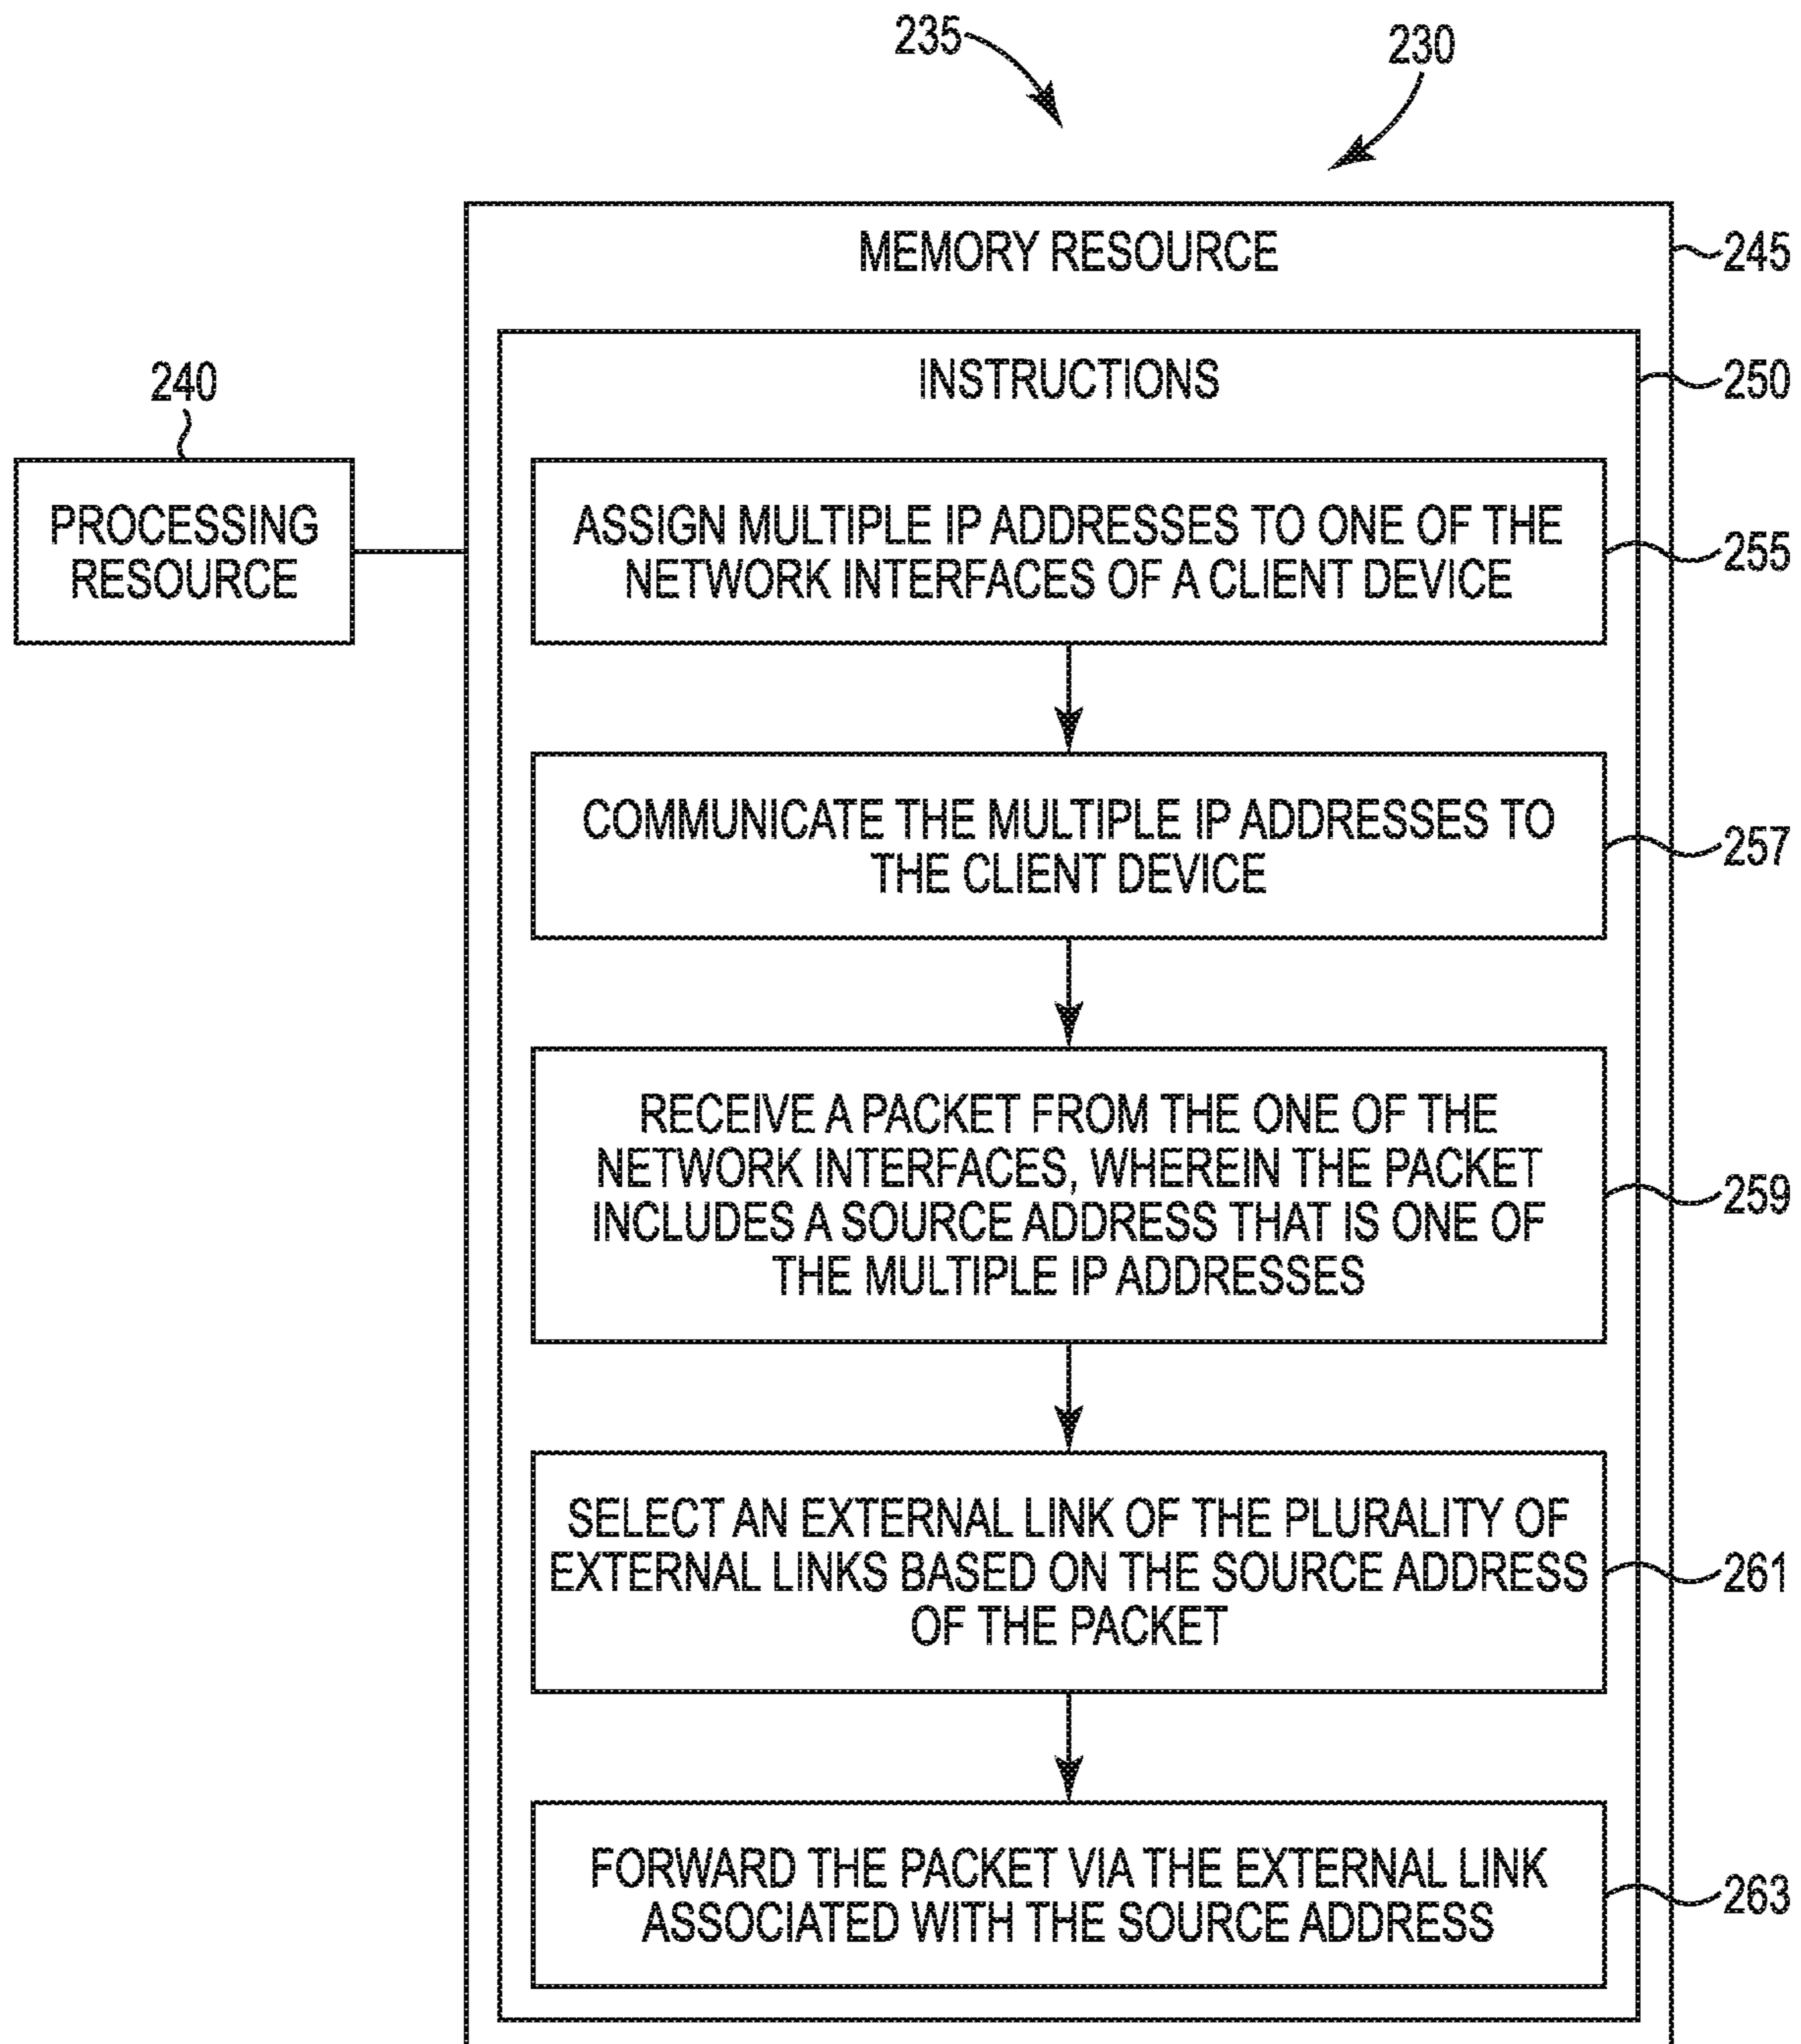 235
230
MEMORY RESOURCE
245
INSTRUCTIONS
250
240
PROCESSING
RESOURCE
ASSIGN MULTIPLE IP ADDRESSES TO ONE OF THE
NETWORK INTERFACES OF A CLIENT DEVICE
255
COMMUNICATE THE MULTIPLE IP ADDRESSES TO
THE CLIENT DEVICE
257
RECEIVE A PACKET FROM THE ONE OF THE
NETWORK INTERFACES, WHEREIN THE PACKET
INCLUDES A SOURCE ADDRESS THAT IS ONE OF
THE MULTIPLE IP ADDRESSES
259
SELECT AN EXTERNAL LINK OF THE PLURALITY OF
EXTERNAL LINKS BASED ON THE SOURCE ADDRESS
OF THE PACKET
261
FORWARD THE PACKET VIA THE EXTERNAL LINK
ASSOCIATED WITH THE SOURCE ADDRESS
263